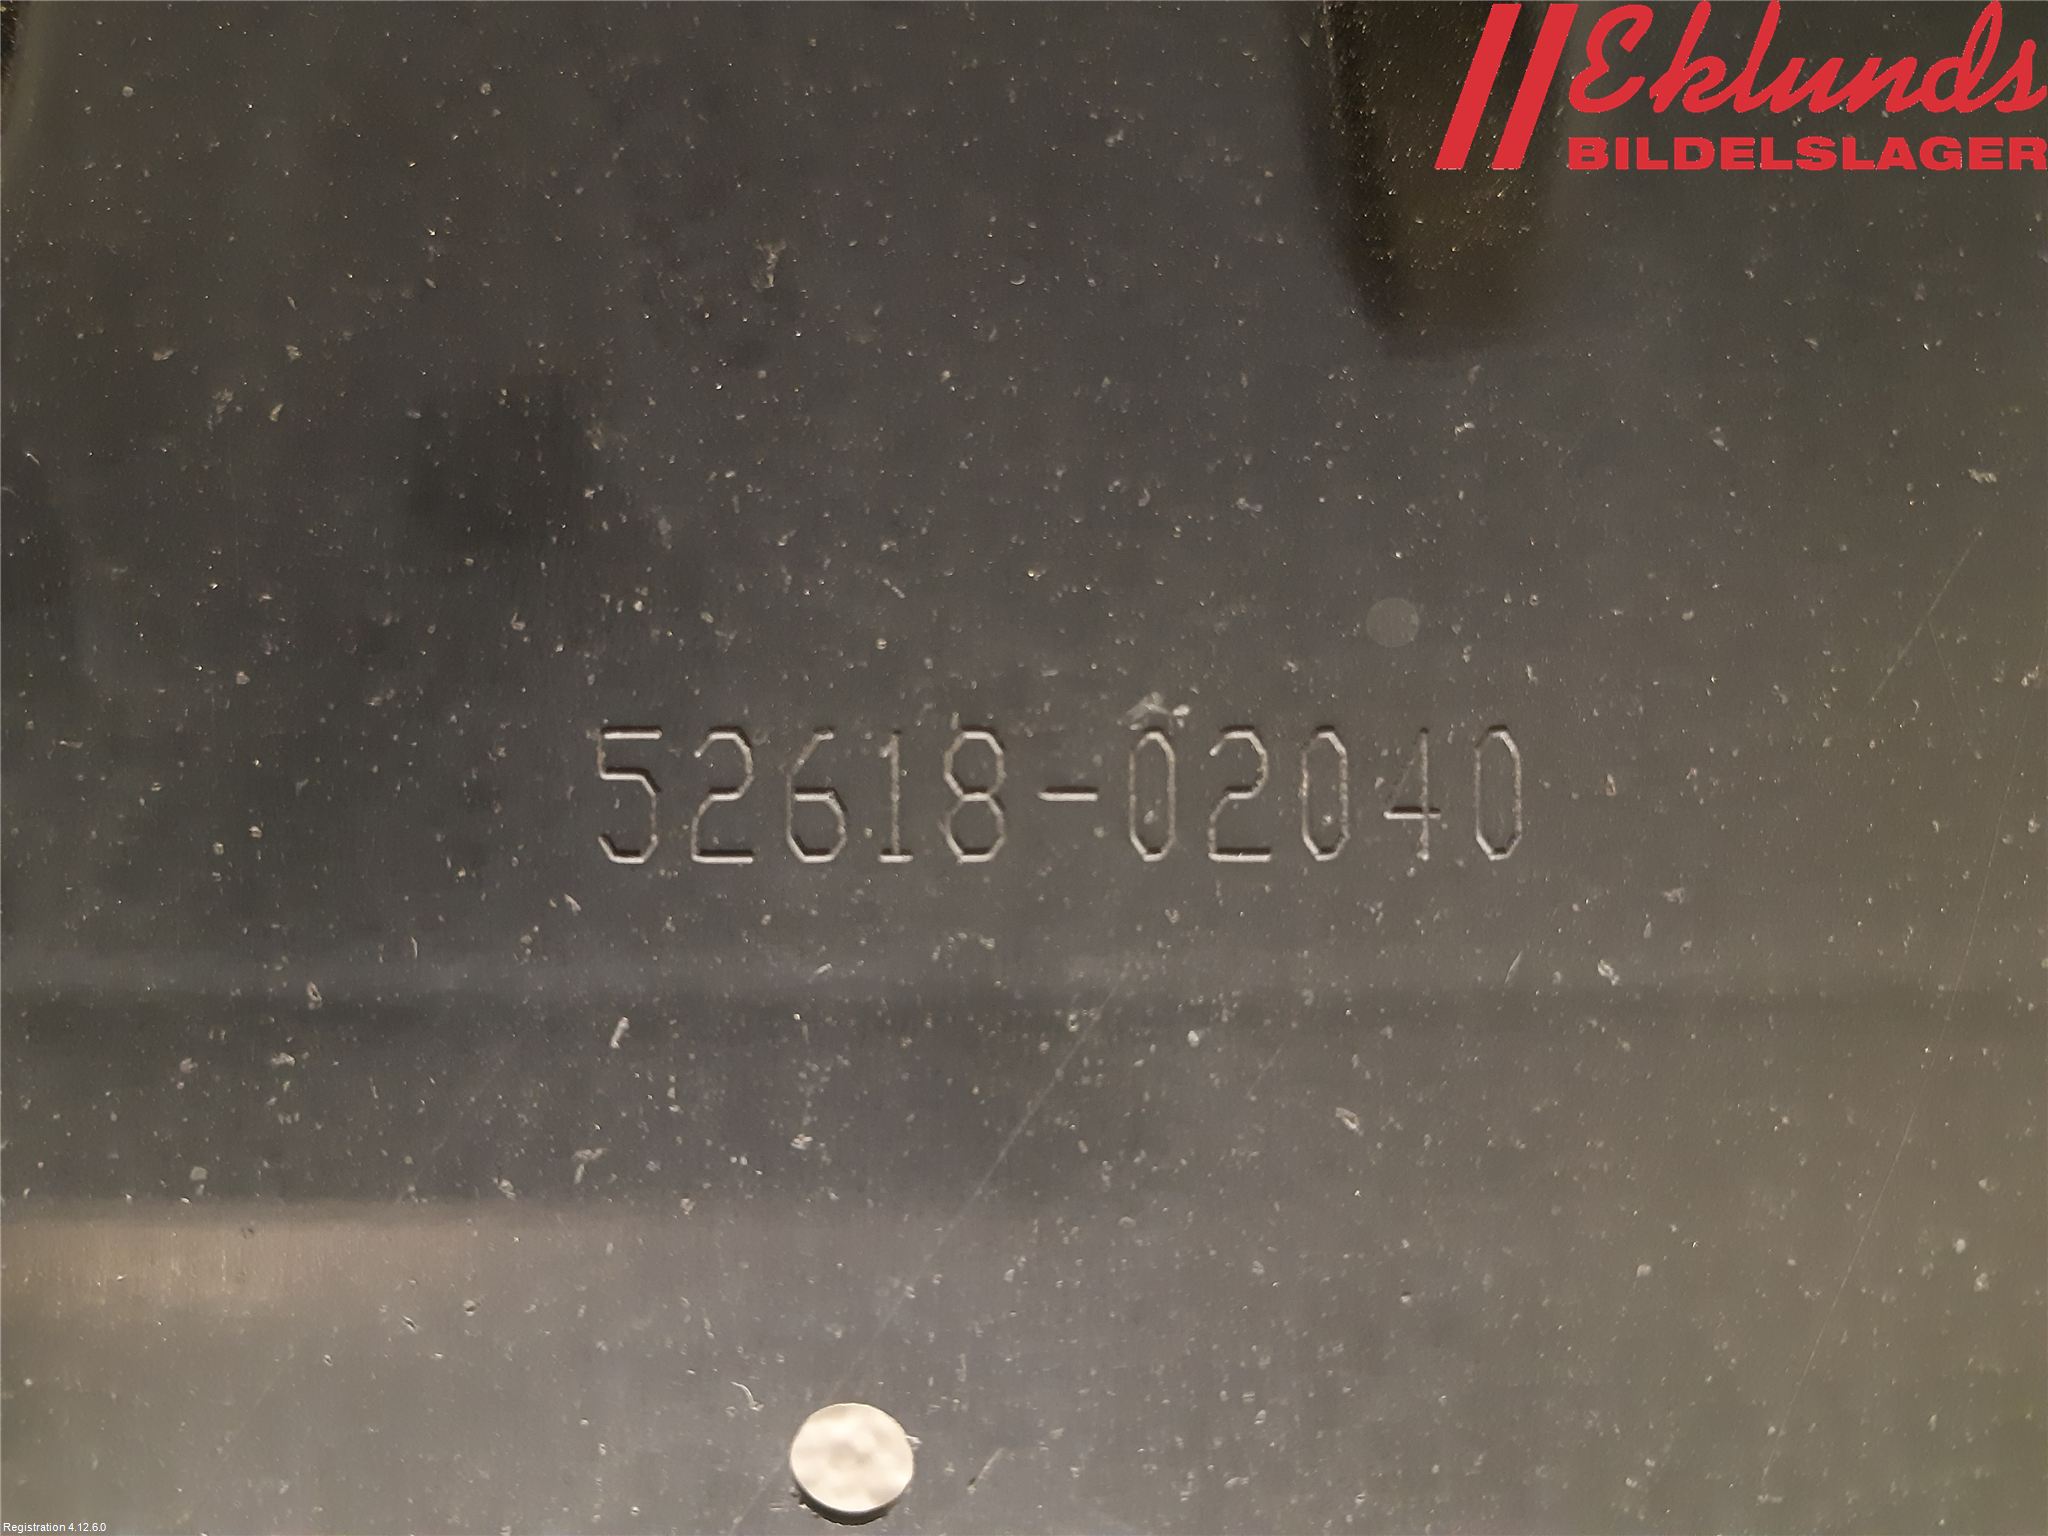 Eklunds
BILDELSLAGER
52618-02040
Registration 4.12.6.0